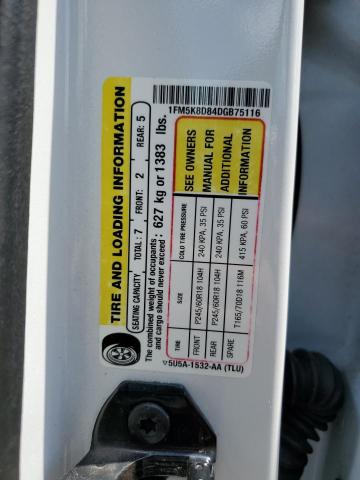 TIRE AND LOADING INFORMATION
SEATING CAPACITY TOTAL: 7 FRONT: 2 REAR: 5
The combined weight of occupants
and cargo should never exceed: 627 kg or 1383 lbs.
TIRE SIZE COLD TIRE PRESSURE
FRONT P245/60R18 104H 240 KPA, 35 PSI
REAR P245/60R18 104H 240 KPA, 35 PSI
SPARE T165/70D18 116M 415 KPA, 60 PSI
SEE OWNERS
MANUAL FOR
ADDITIONAL
INFORMATION
5U5A-1532-AA (TLU)
1FM5K8D84DGB75116